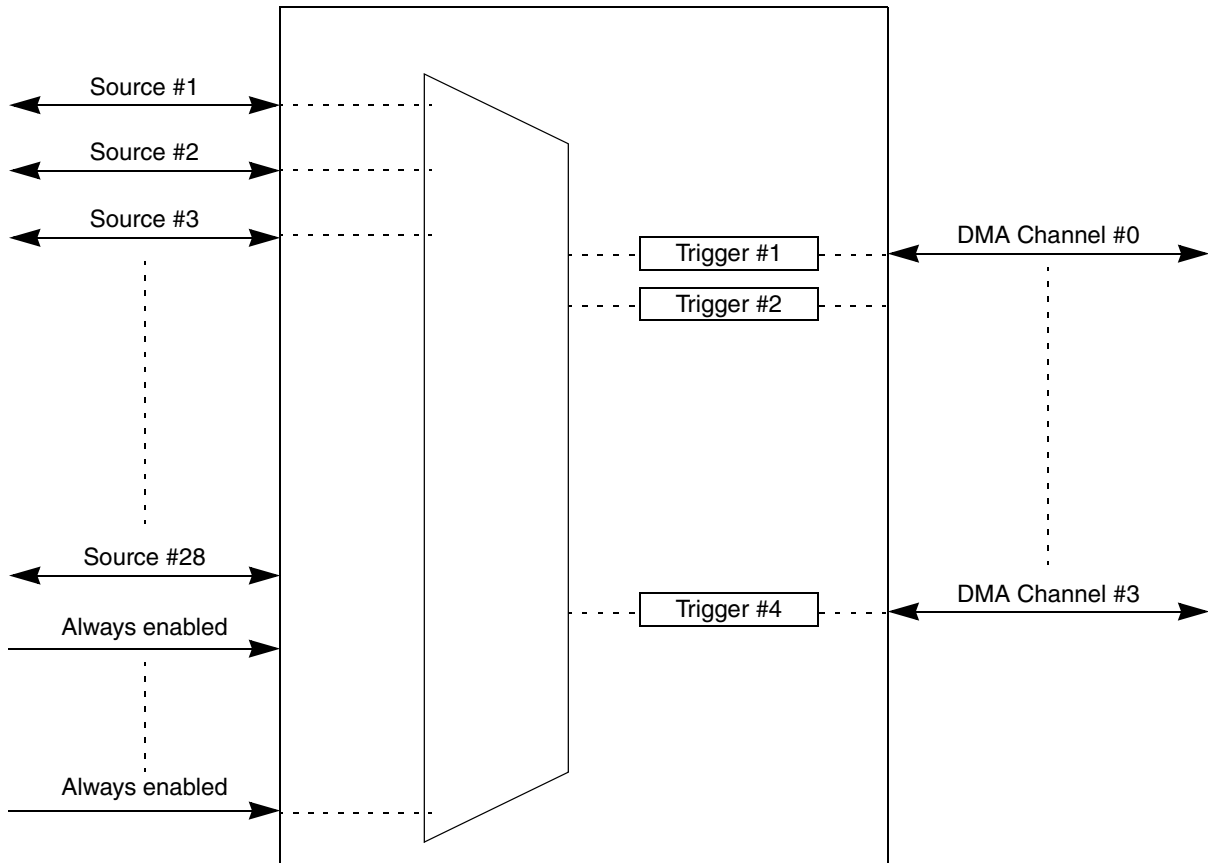 Source #1
Source #2
Source #3
Trigger #1
DMA Channel #0
Trigger #2
Source #28
Trigger #4
DMA Channel #3
Always enabled
Always enabled